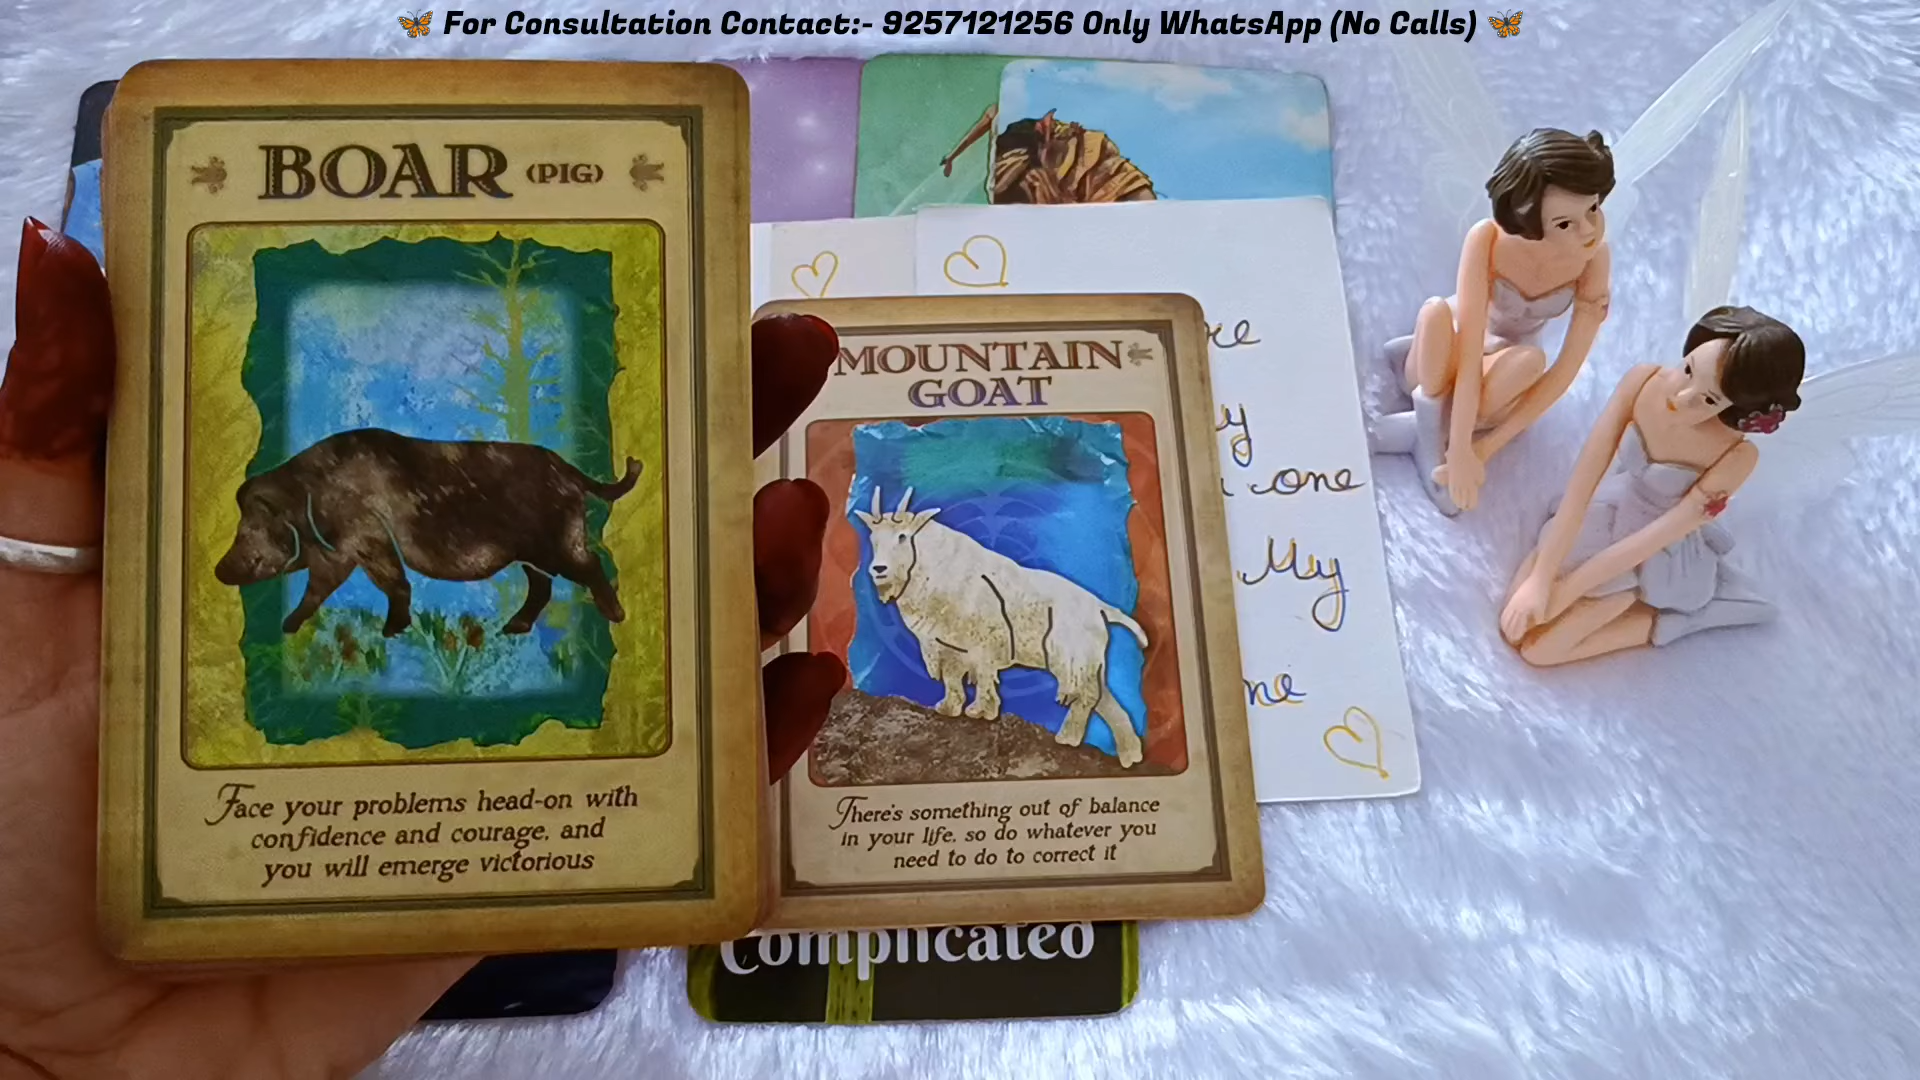 For Consultation Contact:- 9257121256 Only WhatsApp (No Calls)
BOAR (PIG)
Face your problems head-on with
confidence and courage, and
you will emerge victorious
MOUNTAIN
GOAT
There's something out of balance
in your life, so do whatever you
need to do to correct it
one
My
Complicated